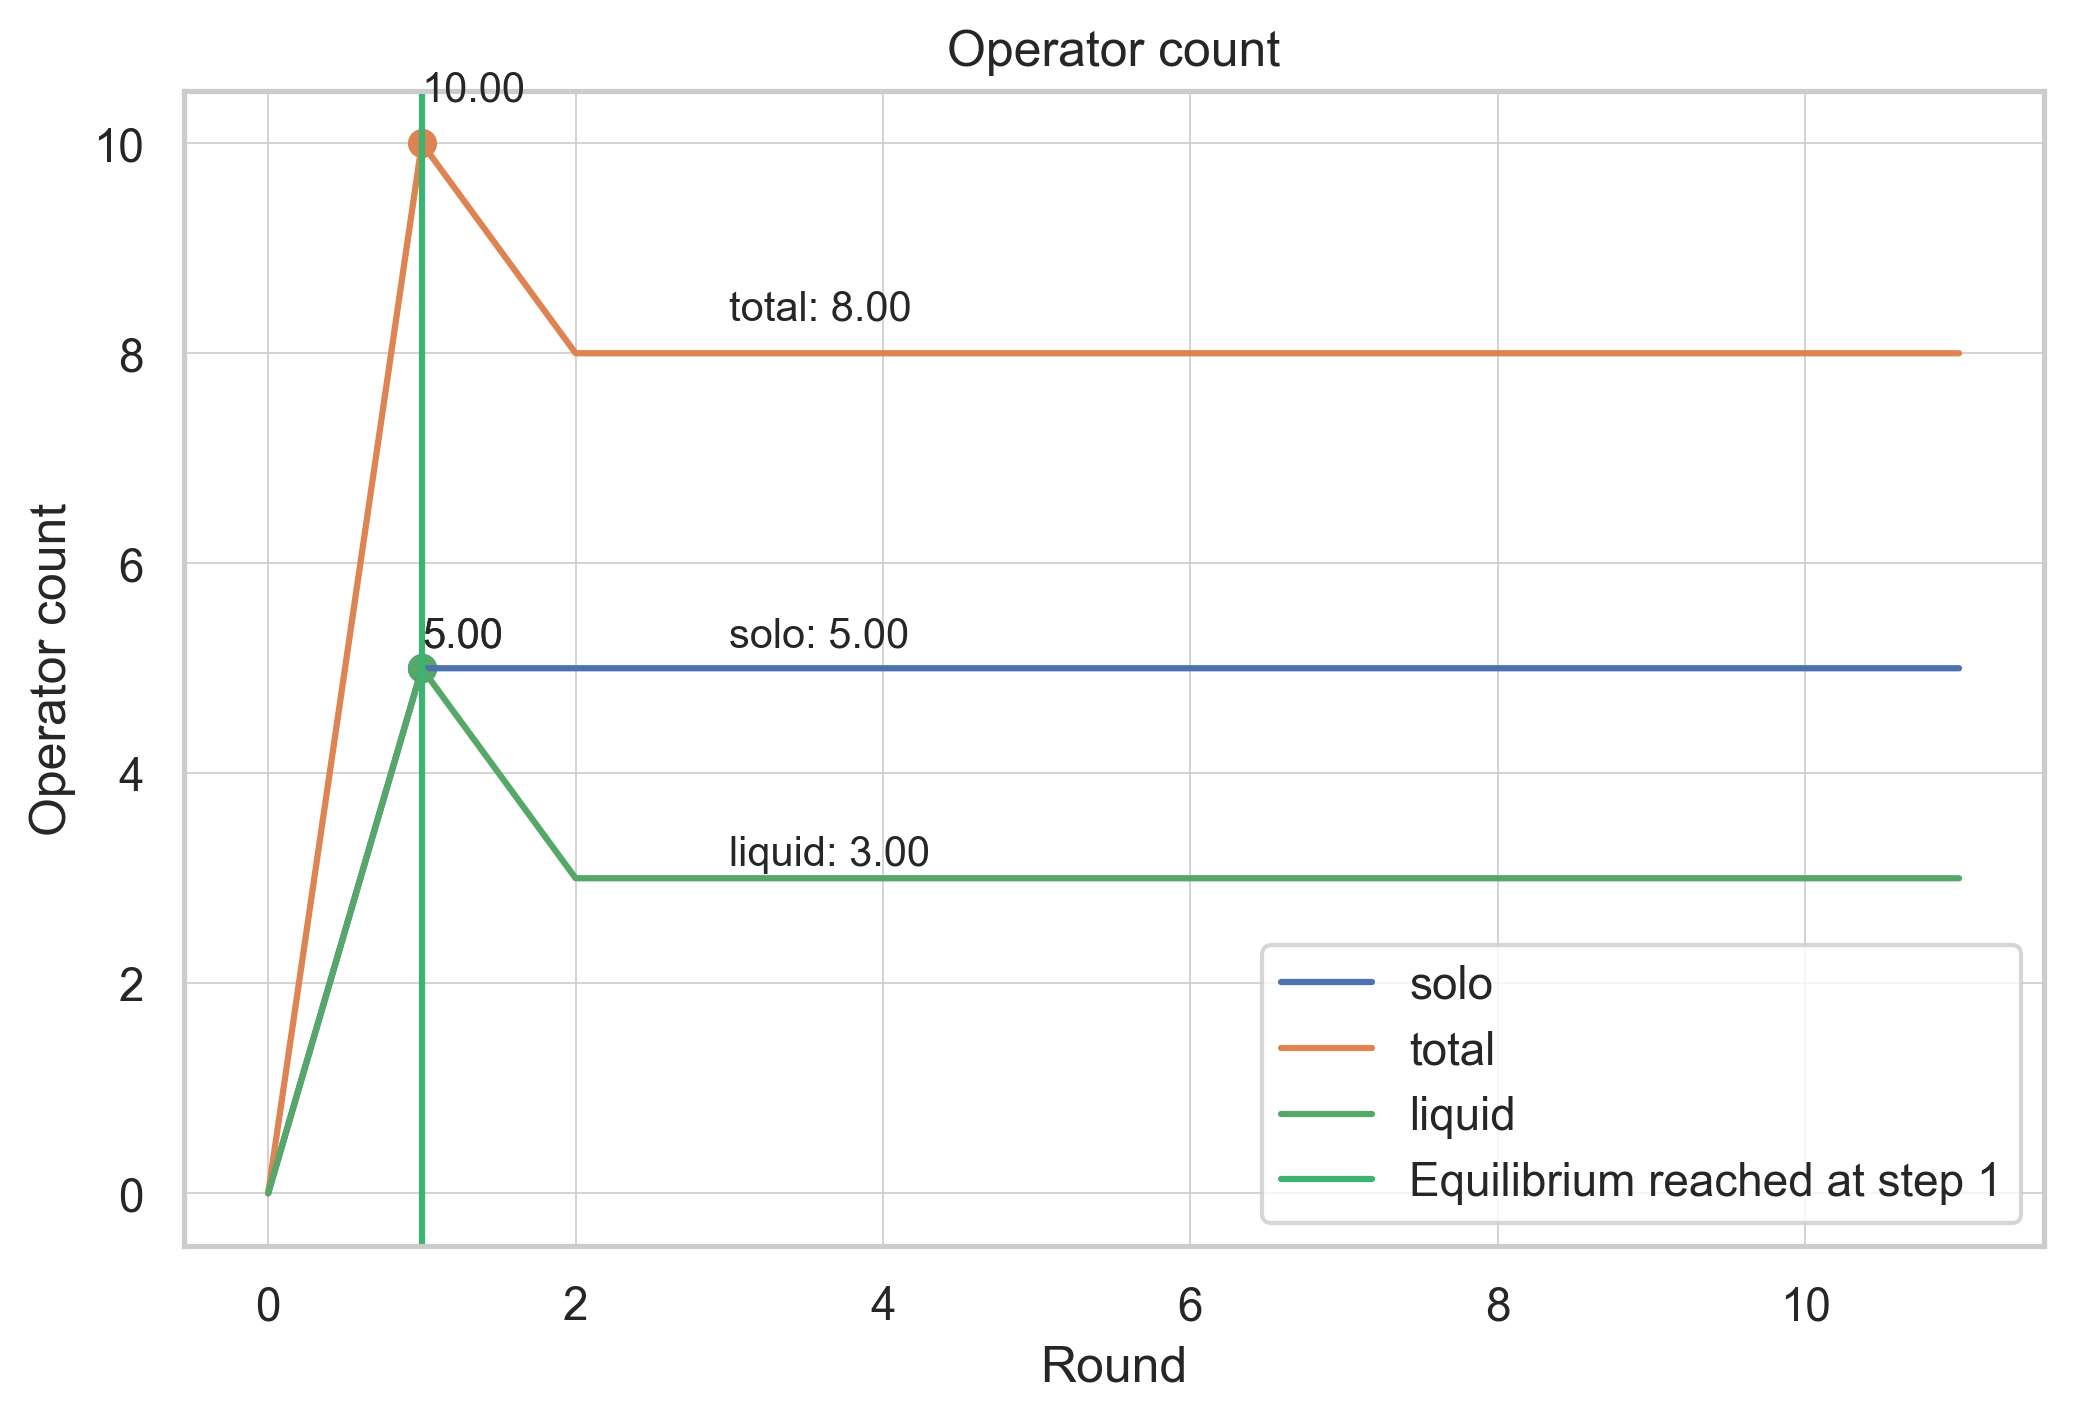 Operator count
10.00
10
total: 8.00
8
6
5.00
solo: 5.00
4
liquid: 3.00
2
0
Operator count
solo
total
liquid
Equilibrium reached at step 1
0 2 4 6 8 10
Round